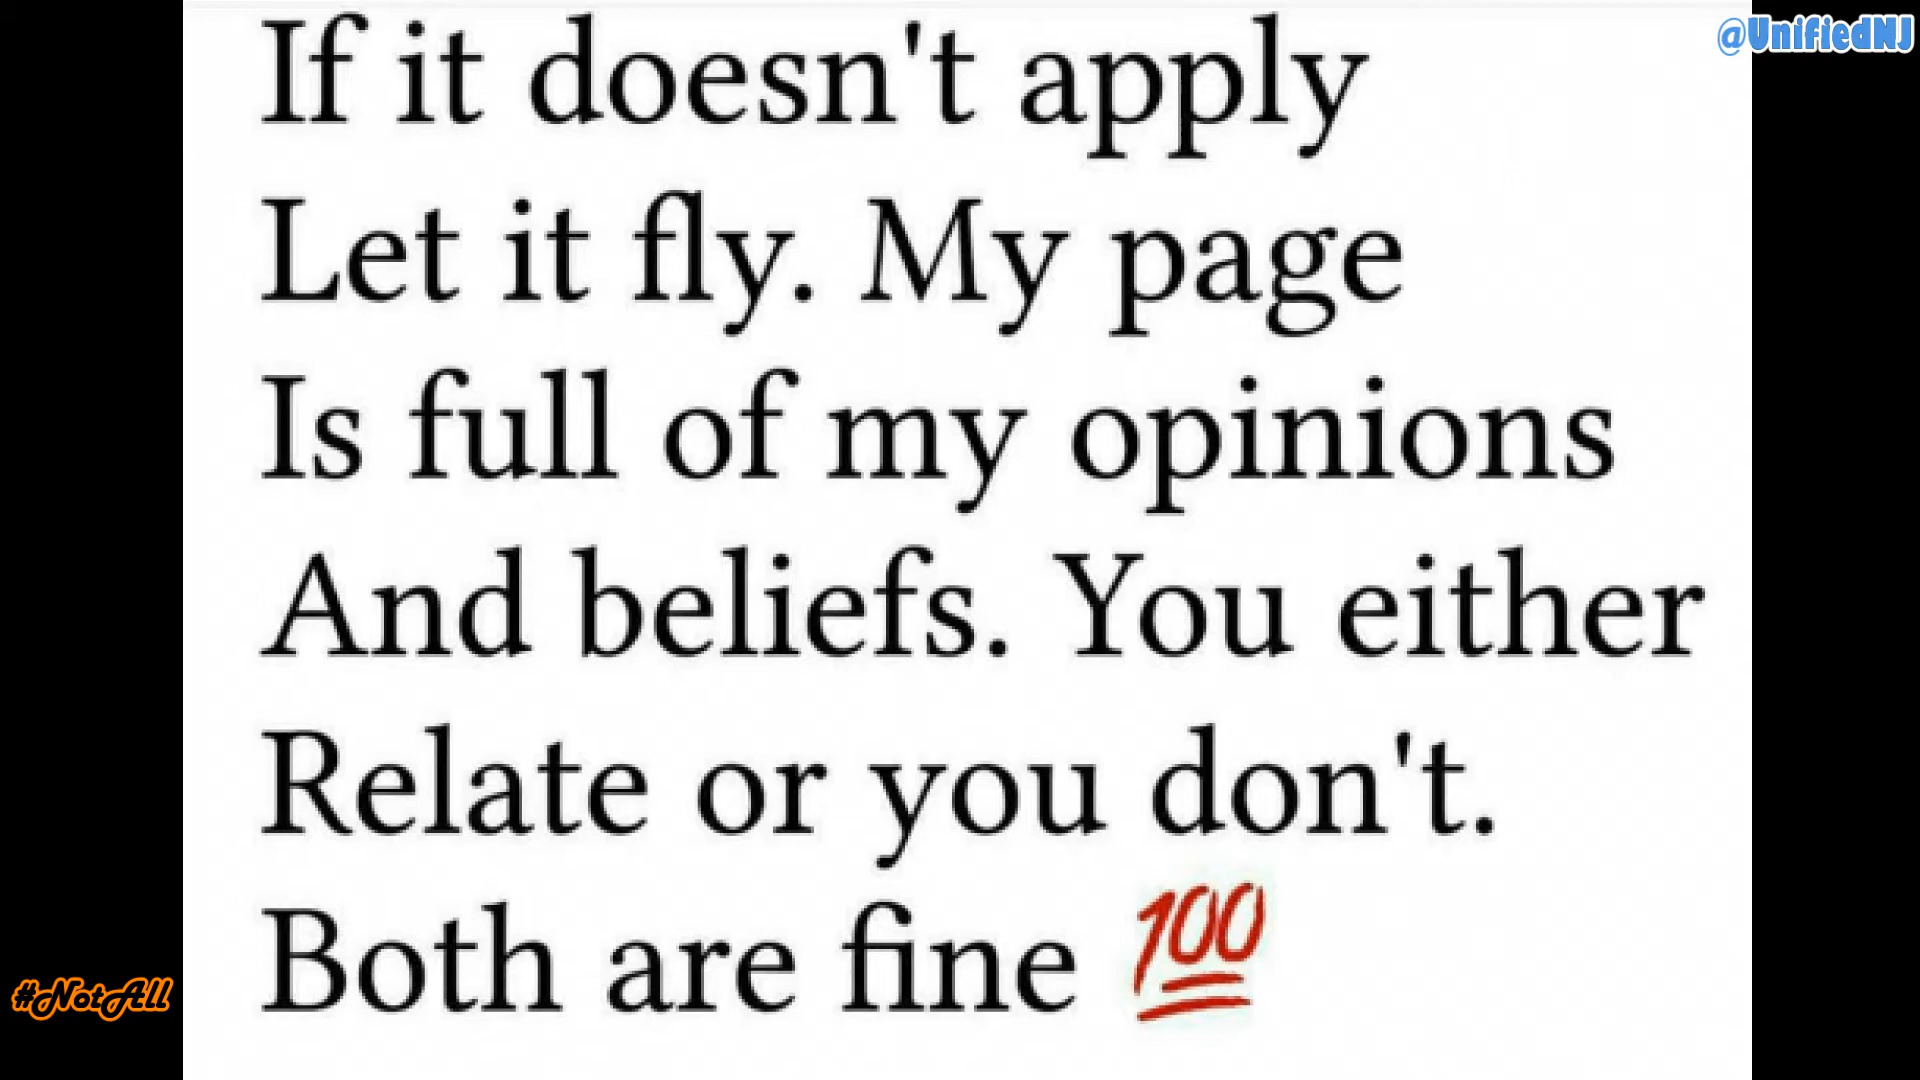 If it doesn't apply
Let it fly. My page
Is full of my opinions
And beliefs. You either
Relate or you don't.
Both are fine 💯
@UnifiedNJ
#NotAll